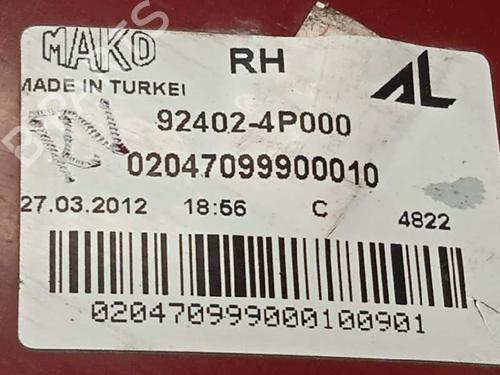 MAKO RH AL
MADE IN TURKEI
92402-4P000
02047099900010
27.03.2012 18:56 C 4822
020470999000100901